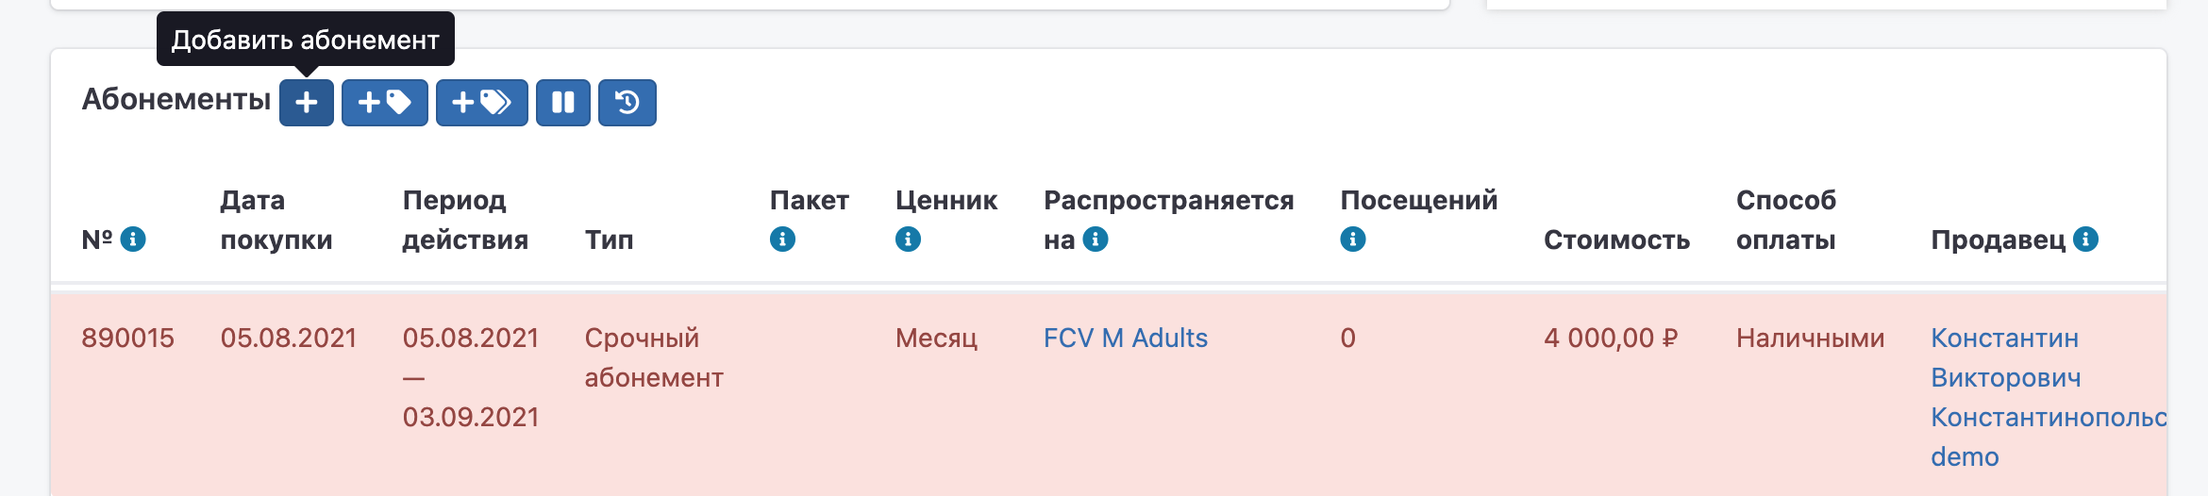 Добавить абонемент
Абонементы
№ Дата покупки Период действия Тип Пакет Ценник Распространяется на Посещений Стоимость Способ оплаты Продавец
890015 05.08.2021 05.08.2021 Срочный Месяц FCV M Adults 0 4 000,00 ₽ Наличными Константин
— абонемент Викторович
03.09.2021 Константинопольс
demo